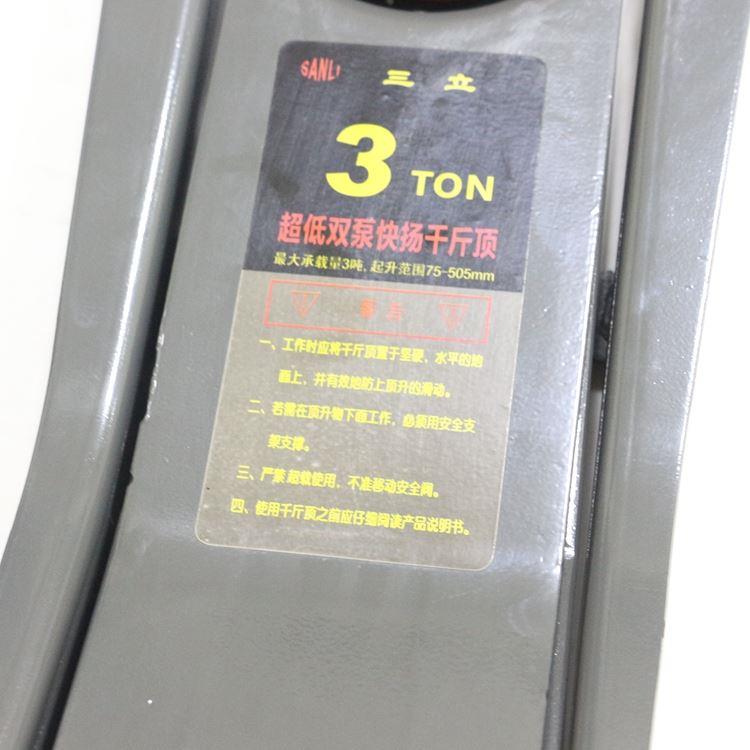 SANLI 三立
3 TON
超低双泵快扬千斤顶
最大承载量3吨，起升范围75-505mm
警告
一、工作时应将千斤顶置于坚硬，水平的地
面上，并有效地防上顶升的滑动。
二、若需在顶升物下面工作，必须用安全支
架支撑。
三、严禁超载使用，不准移动安全阀。
四、使用千斤顶之前应仔细阅读产品说明书。